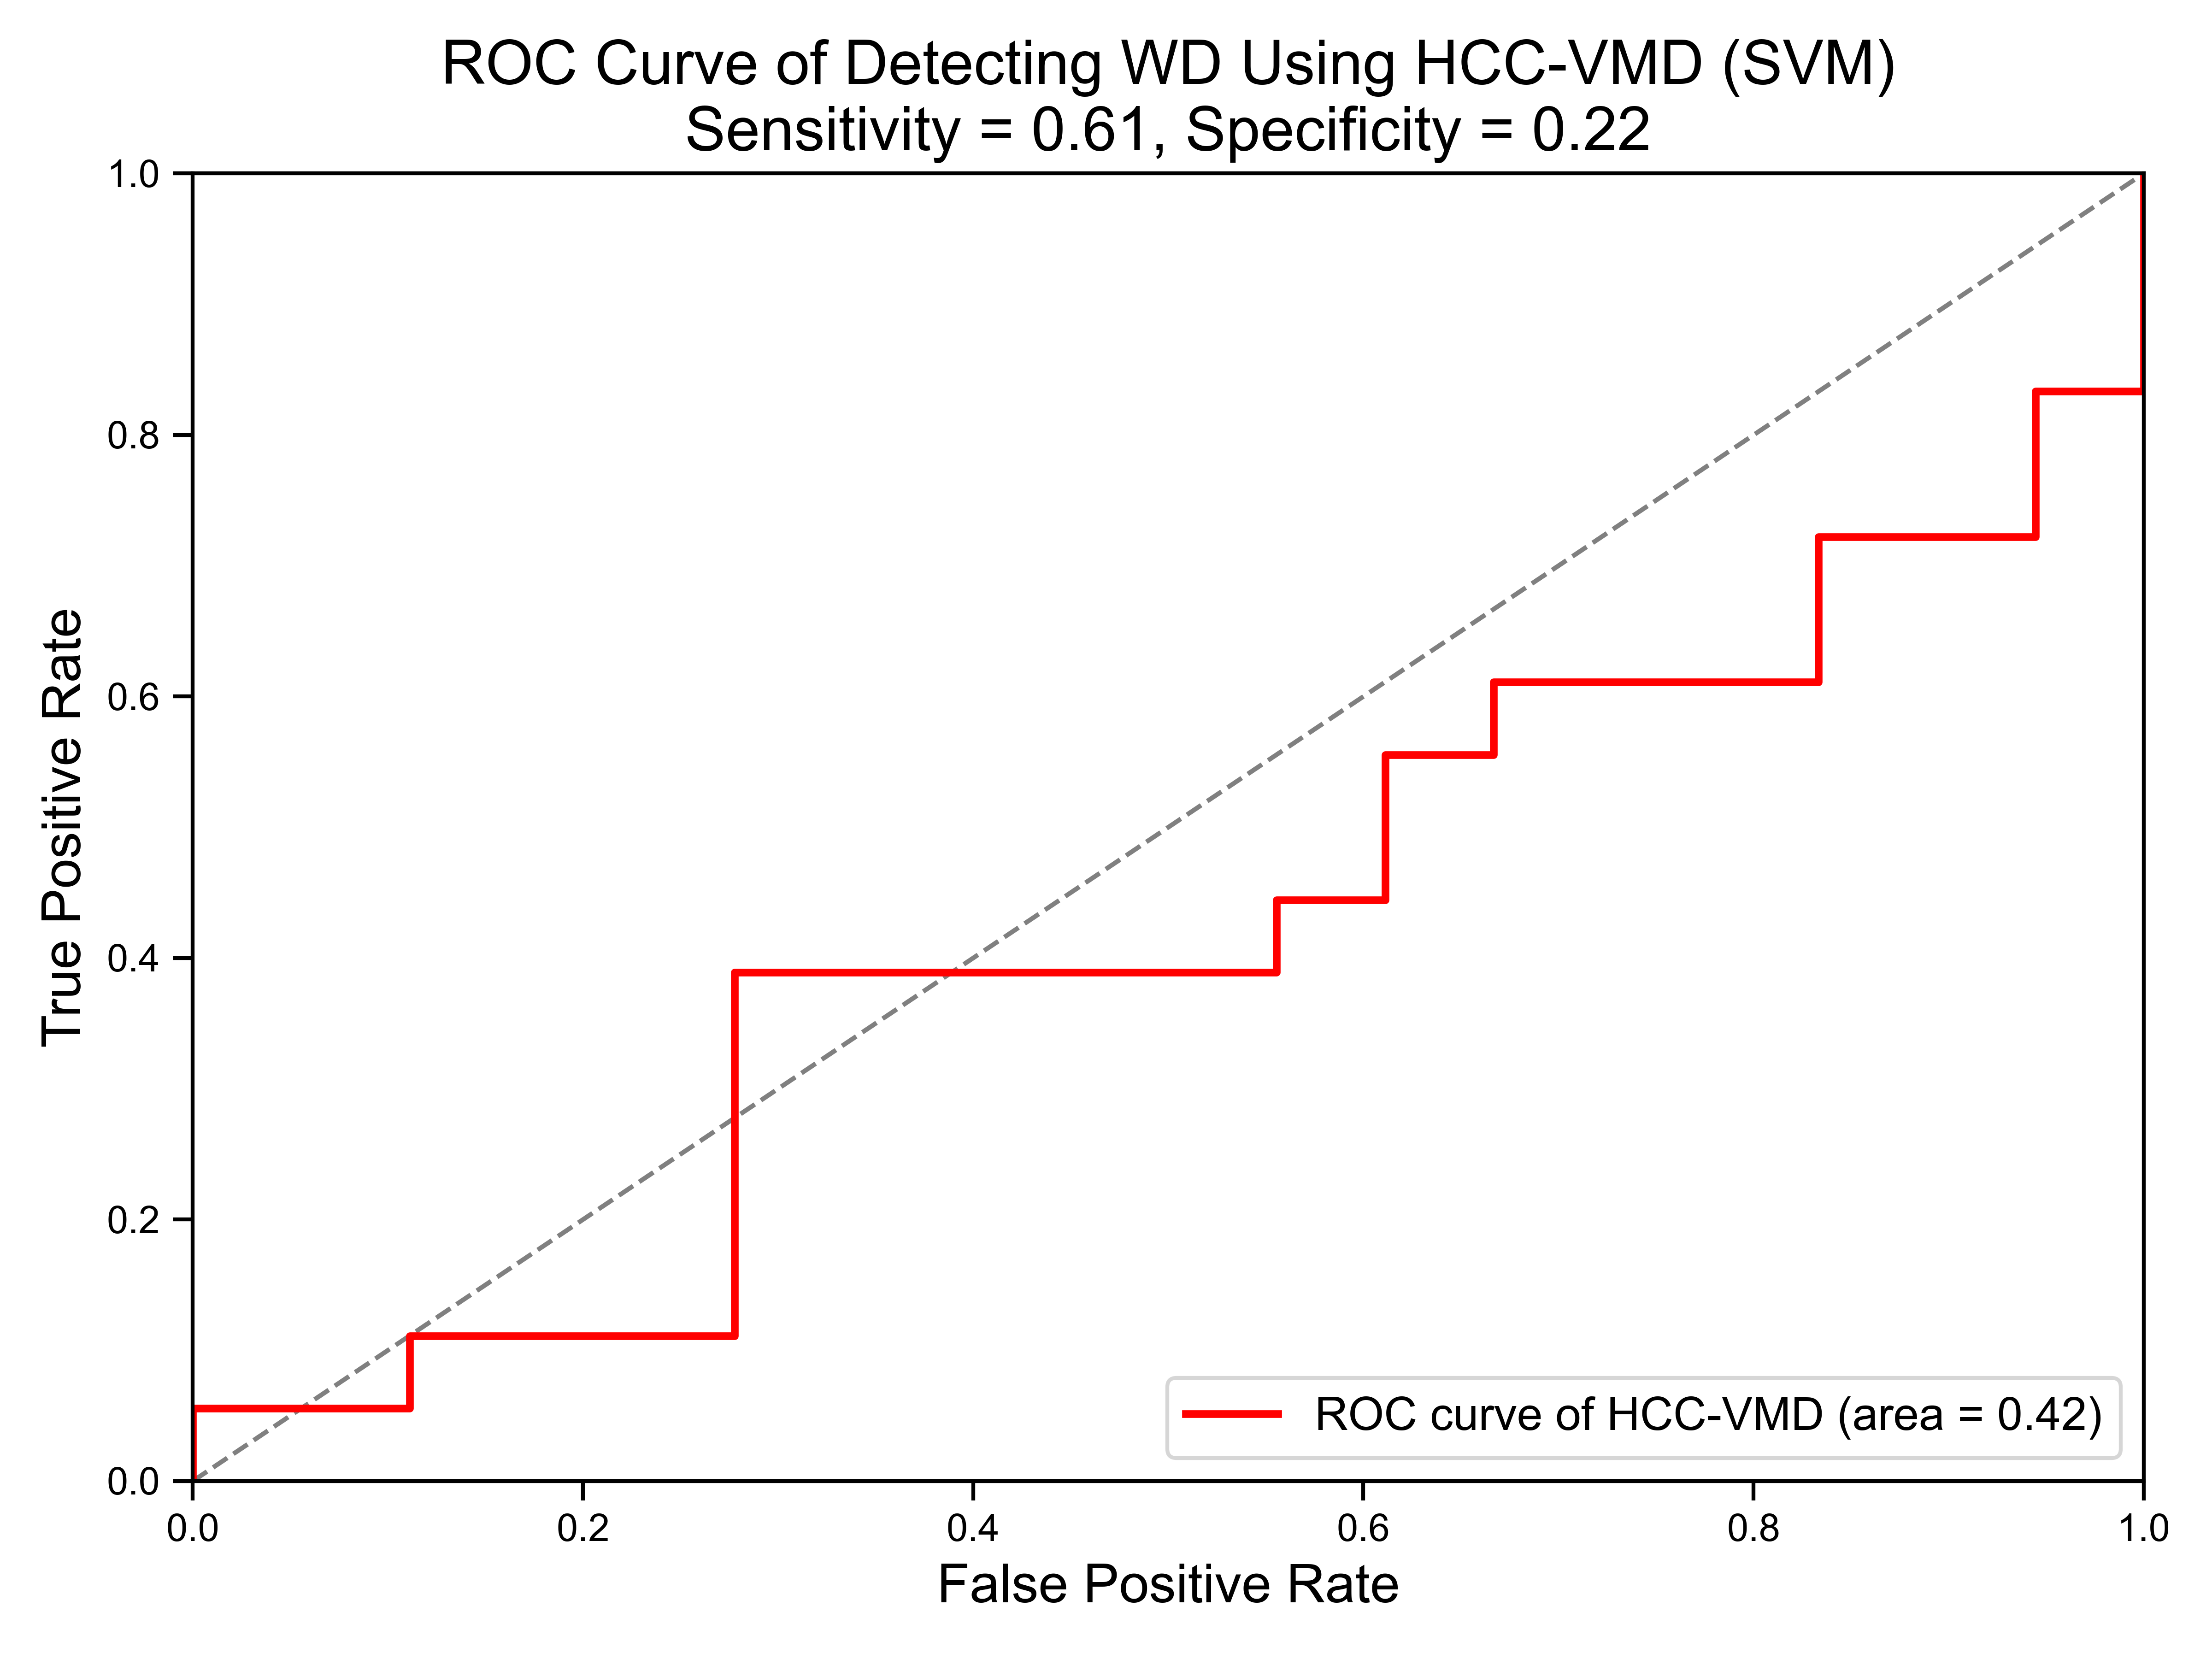 ROC Curve of Detecting WD Using HCC-VMD (SVM)
Sensitivity = 0.61, Specificity = 0.22
1.0
0.8
0.6
0.4
0.2
0.0
True Positive Rate
ROC curve of HCC-VMD (area = 0.42)
0.0 0.2 0.4 0.6 0.8 1.0
False Positive Rate